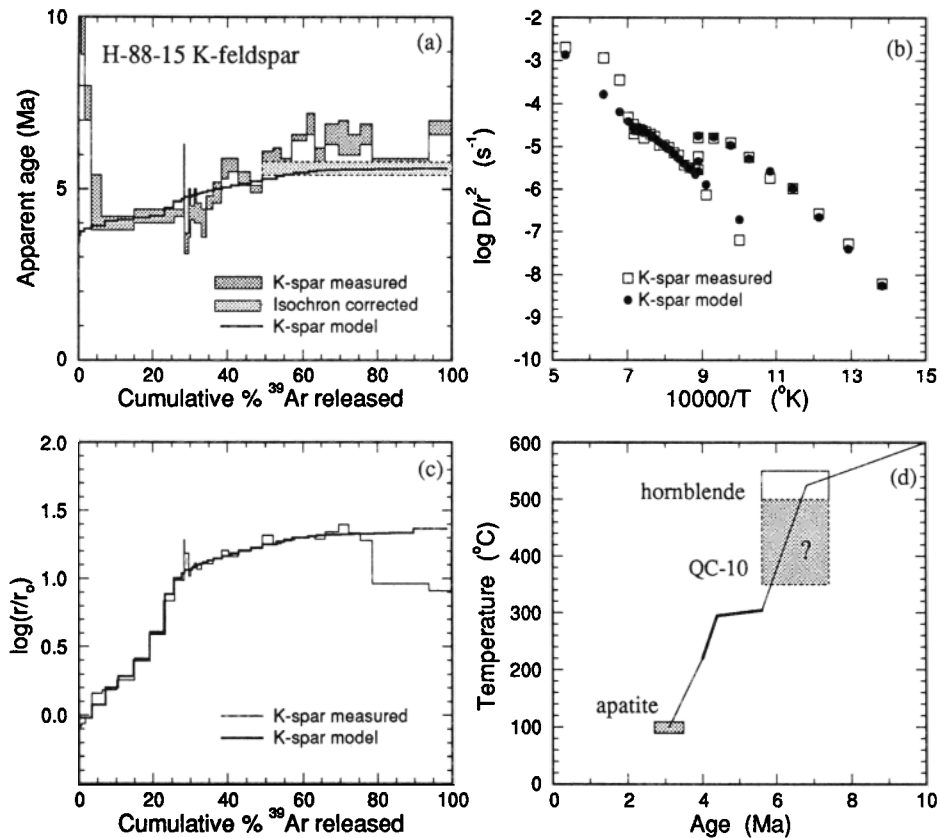 (a)
H-88-15 K-feldspar
Apparent age (Ma)
10
5
0
K-spar measured
Isochron corrected
K-spar model
0 20 40 60 80 100
Cumulative % ³⁹Ar released
(b)
log D/r² (s⁻¹)
-2
-3
-4
-5
-6
-7
-8
-9
-10
K-spar measured
K-spar model
5 7 9 11 13 15
10000/T (°K)
(c)
log(r/rₒ)
2.0
1.5
1.0
0.5
0.0
K-spar measured
K-spar model
0 20 40 60 80 100
Cumulative % ³⁹Ar released
(d)
Temperature (°C)
600
500
400
300
200
100
0
hornblende
?
QC-10
apatite
0 2 4 6 8 10
Age (Ma)